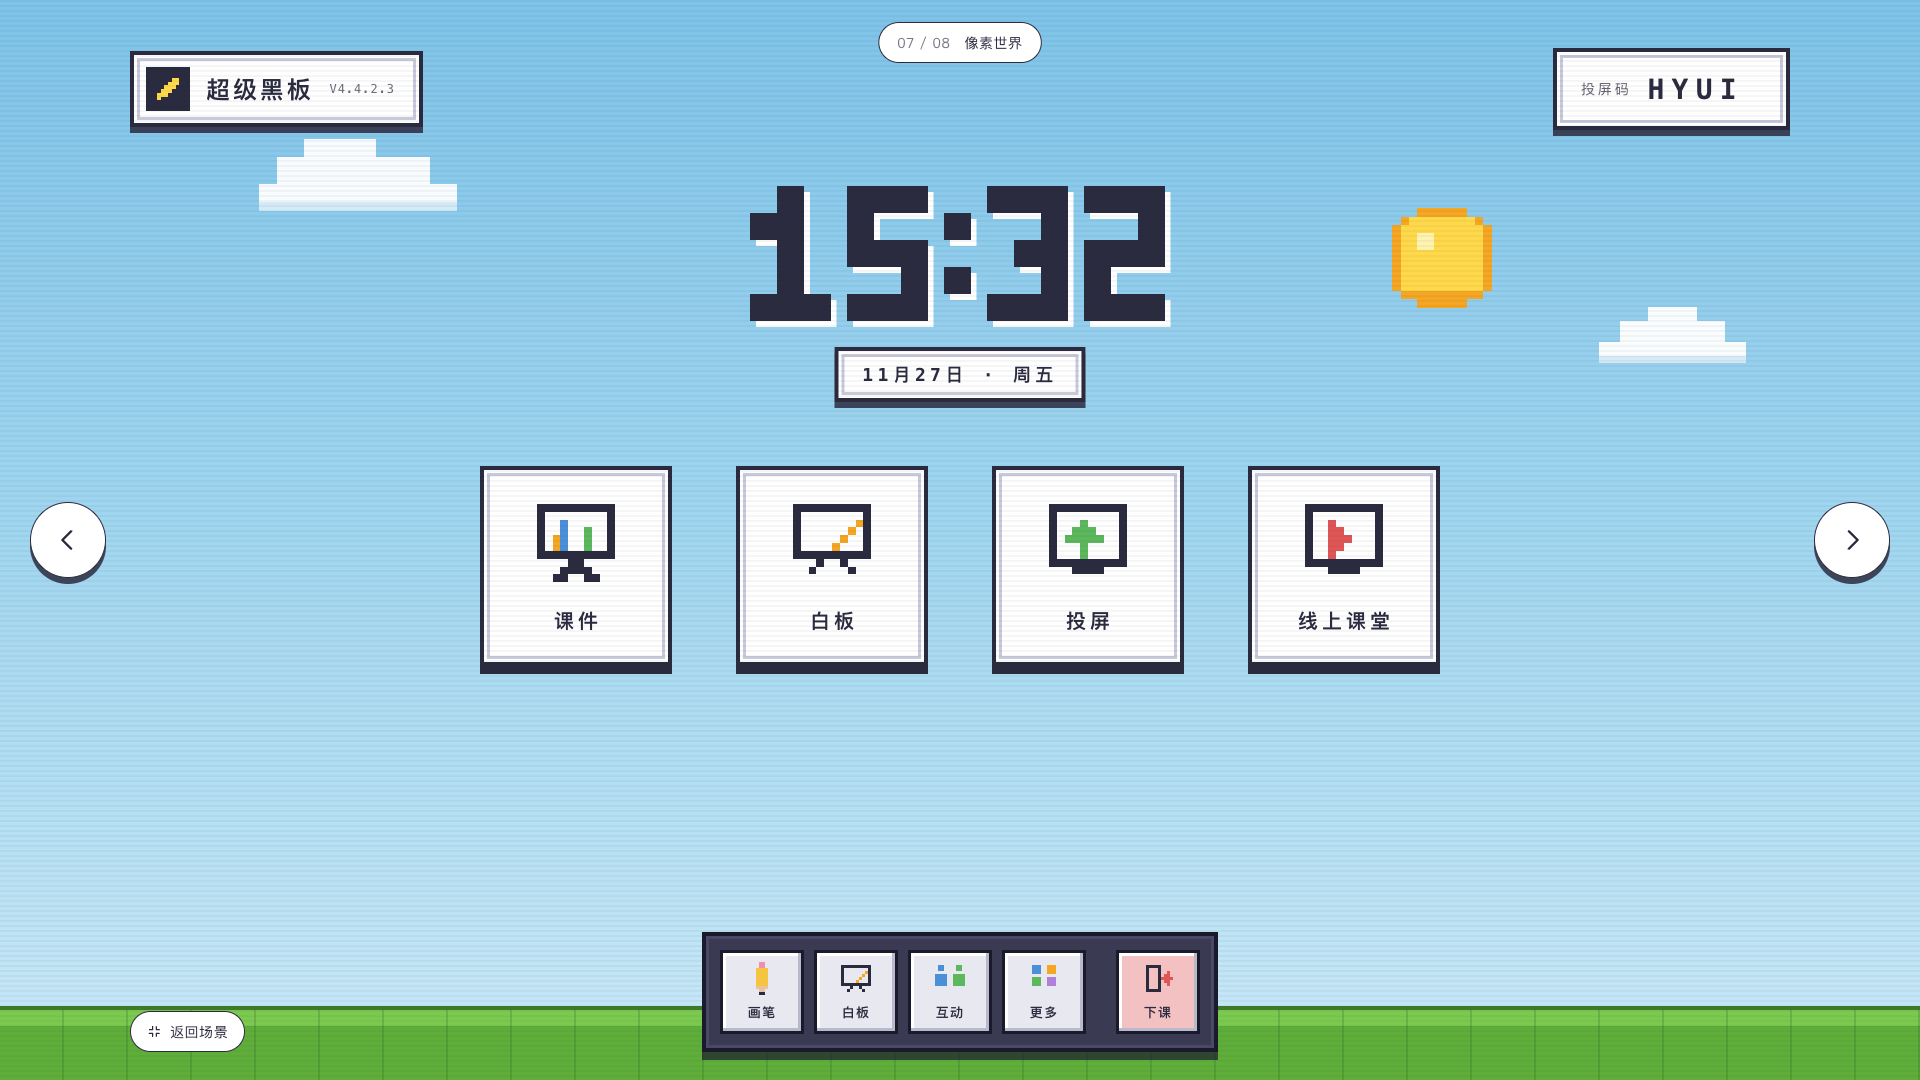 07 / 08 像素世界
超级黑板 V4.4.2.3
投屏码 HYUI
15:32
11月27日 · 周五
课件
白板
投屏
线上课堂
画笔
白板
互动
更多
下课
返回场景